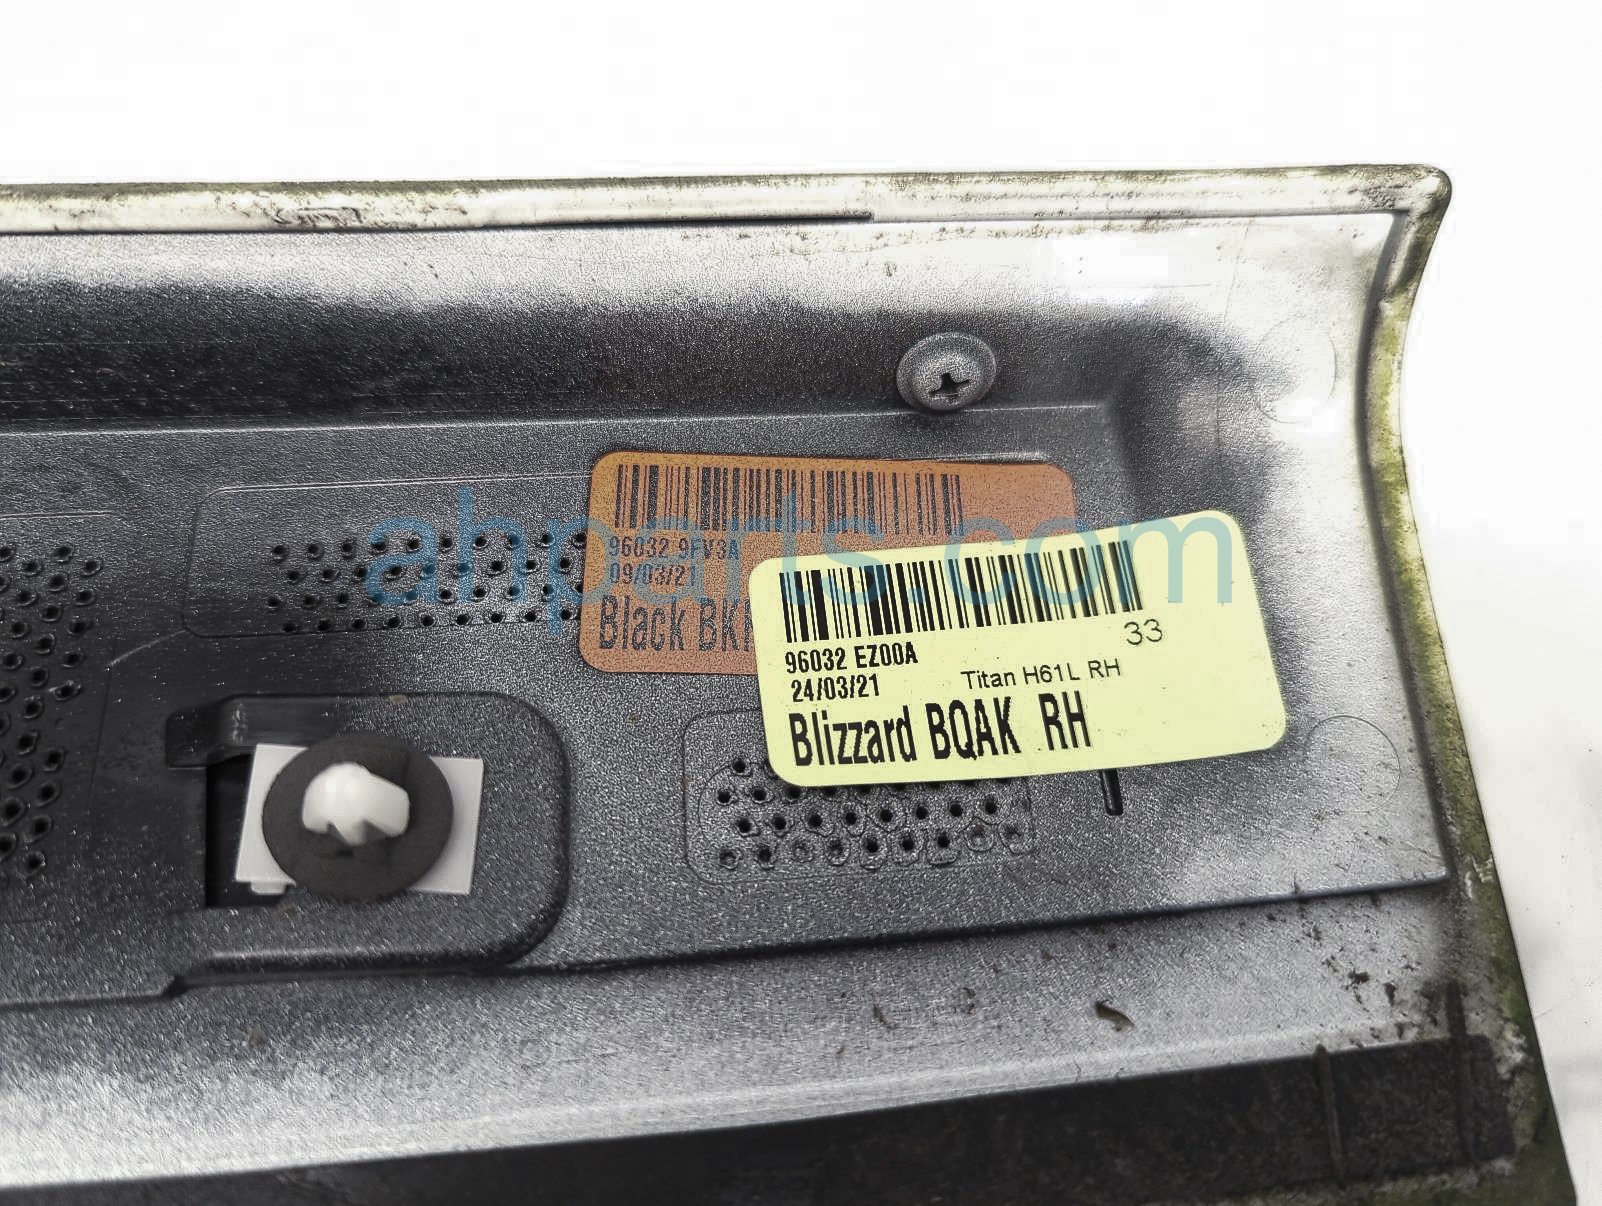 96032 9FV3A
09/03/21
Black
ahparts.com
33
96032 EZ00A
Titan H61L RH
24/03/21
Blizzard BQAK RH